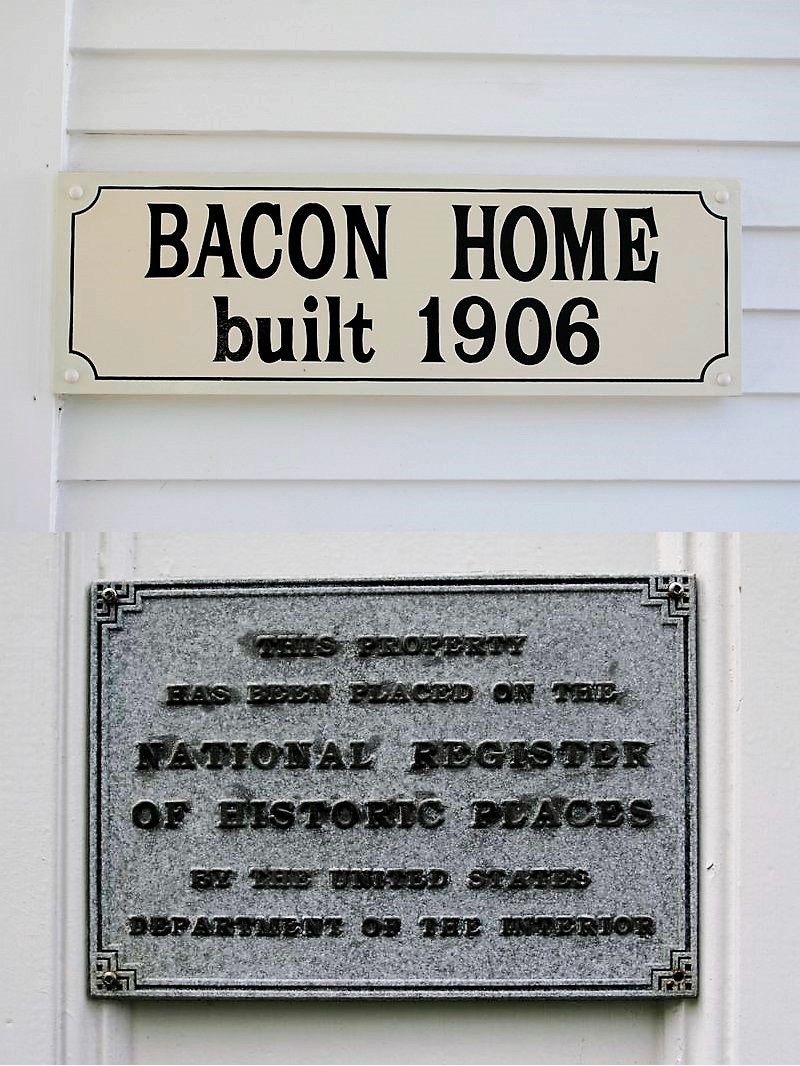 BACON HOME
built 1906
THIS PROPERTY
HAS BEEN PLACED ON THE
NATIONAL REGISTER
OF HISTORIC PLACES
BY THE UNITED STATES
DEPARTMENT OF THE INTERIOR